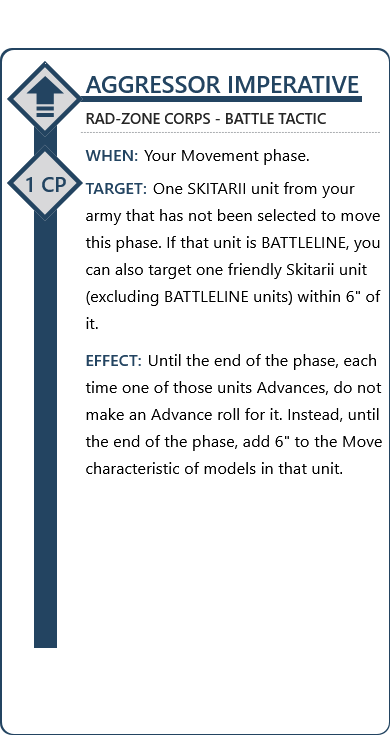 AGGRESSOR IMPERATIVE
RAD-ZONE CORPS - BATTLE TACTIC
WHEN: Your Movement phase.
1 CP
TARGET: One SKITARII unit from your
army that has not been selected to move
this phase. If that unit is BATTLELINE, you
can also target one friendly Skitarii unit
(excluding BATTLELINE units) within 6" of
it.
EFFECT: Until the end of the phase, each
time one of those units Advances, do not
make an Advance roll for it. Instead, until
the end of the phase, add 6" to the Move
characteristic of models in that unit.